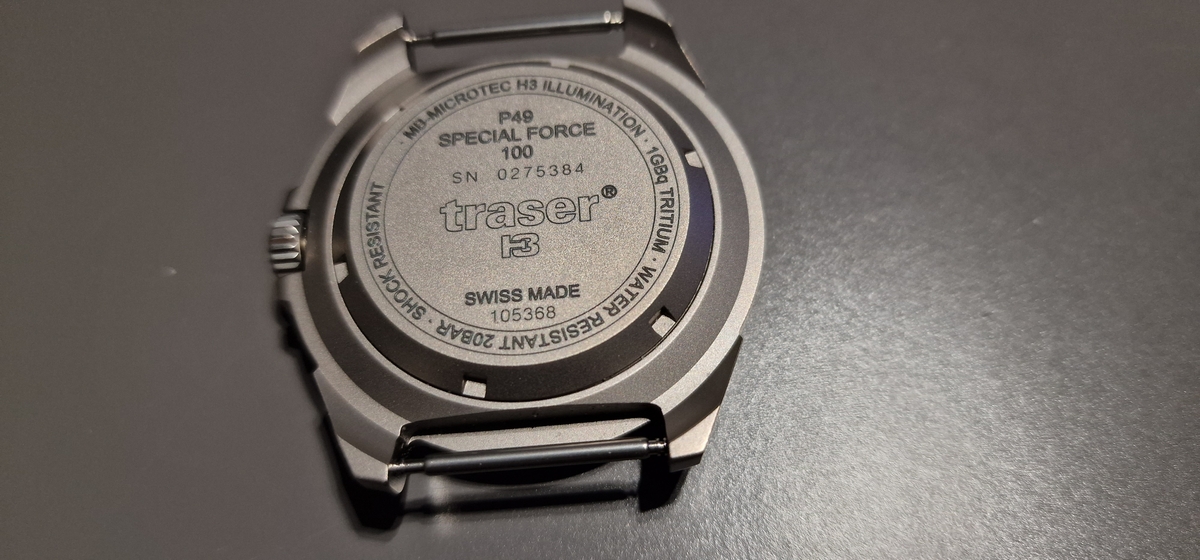 · MB-MICROTEC H3 ILLUMINATION · 1GBq TRITIUM · WATER RESISTANT 20BAR · SHOCK RESISTANT
P49
SPECIAL FORCE
100
SN 0275384
traser®
H3
SWISS MADE
105368